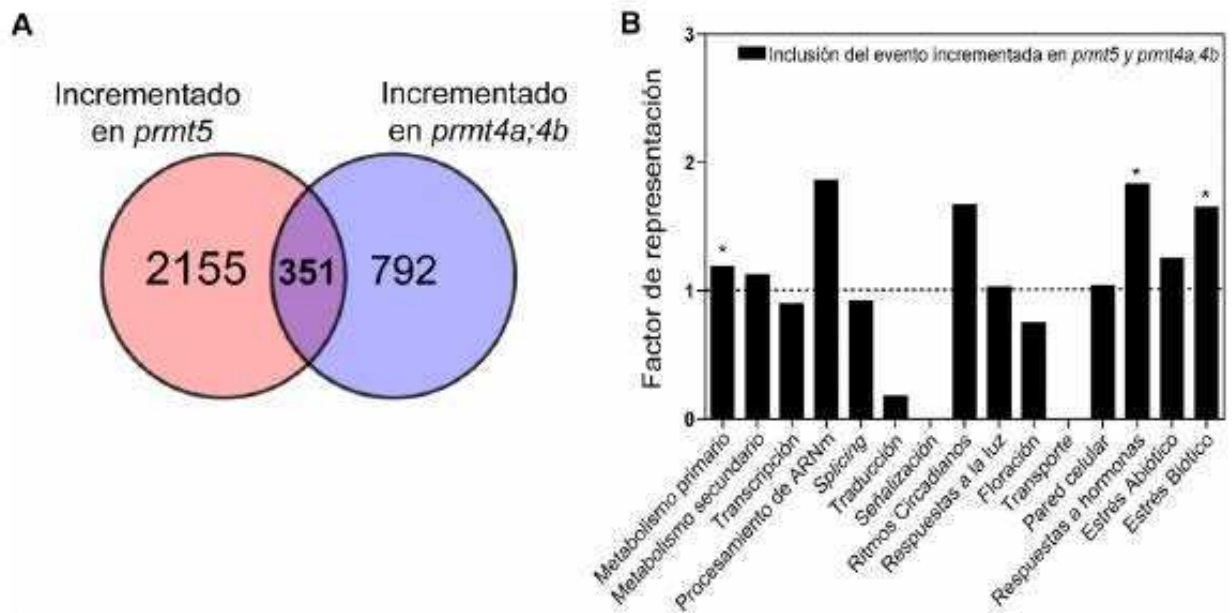 A
Incrementado
en prmt5
Incrementado
en prmt4a;4b
2155
351
792
B
Inclusión del evento incrementada en prmt5 y prmt4a;4b
Factor de representación
3
2
1
0
*
*
*
Metabolismo primario
Metabolismo secundario
Transcripción
Procesamiento de ARNm
Splicing
Traducción
Señalización
Ritmos Circadianos
Respuestas a la luz
Floración
Transporte
Pared celular
Respuestas a hormonas
Estrés Abiótico
Estrés Biótico